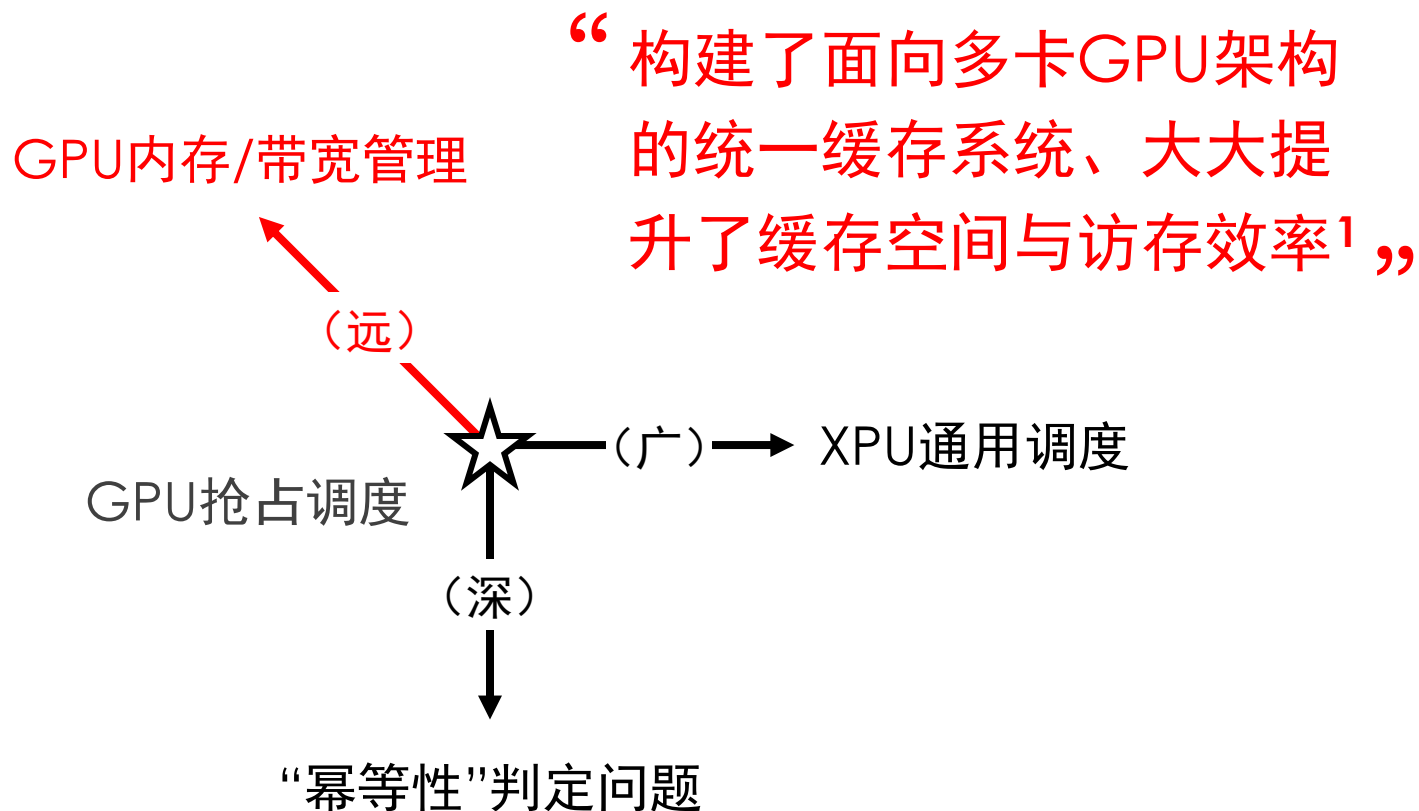 “ 构建了面向多卡GPU架构
的统一缓存系统、大大提
升了缓存空间与访存效率¹ ”
GPU内存/带宽管理
（远）
（广）
XPU通用调度
GPU抢占调度
（深）
“幂等性”判定问题